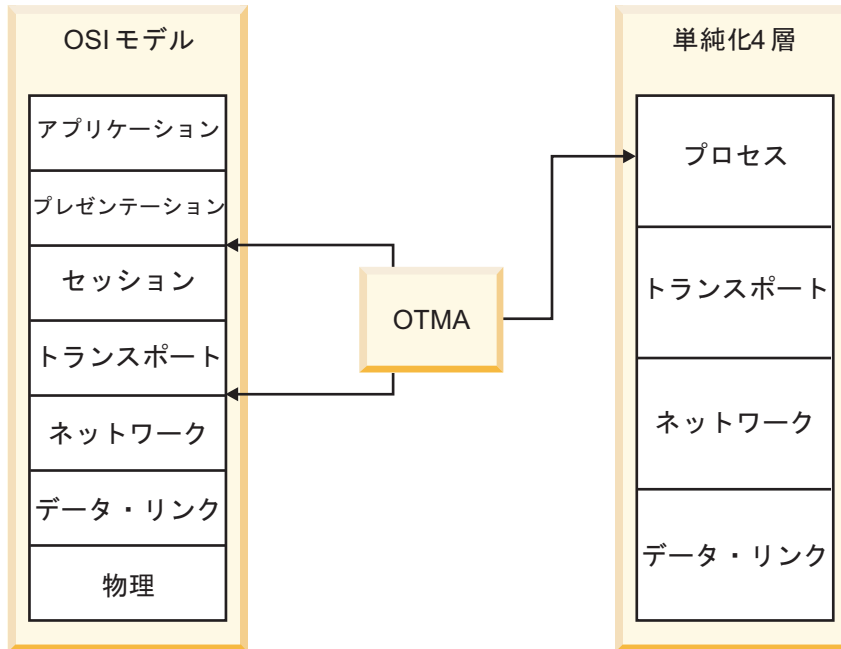 OSI モデル
アプリケーション
プレゼンテーション
セッション
トランスポート
ネットワーク
データ・リンク
物理
OTMA
単純化4 層
プロセス
トランスポート
ネットワーク
データ・リンク